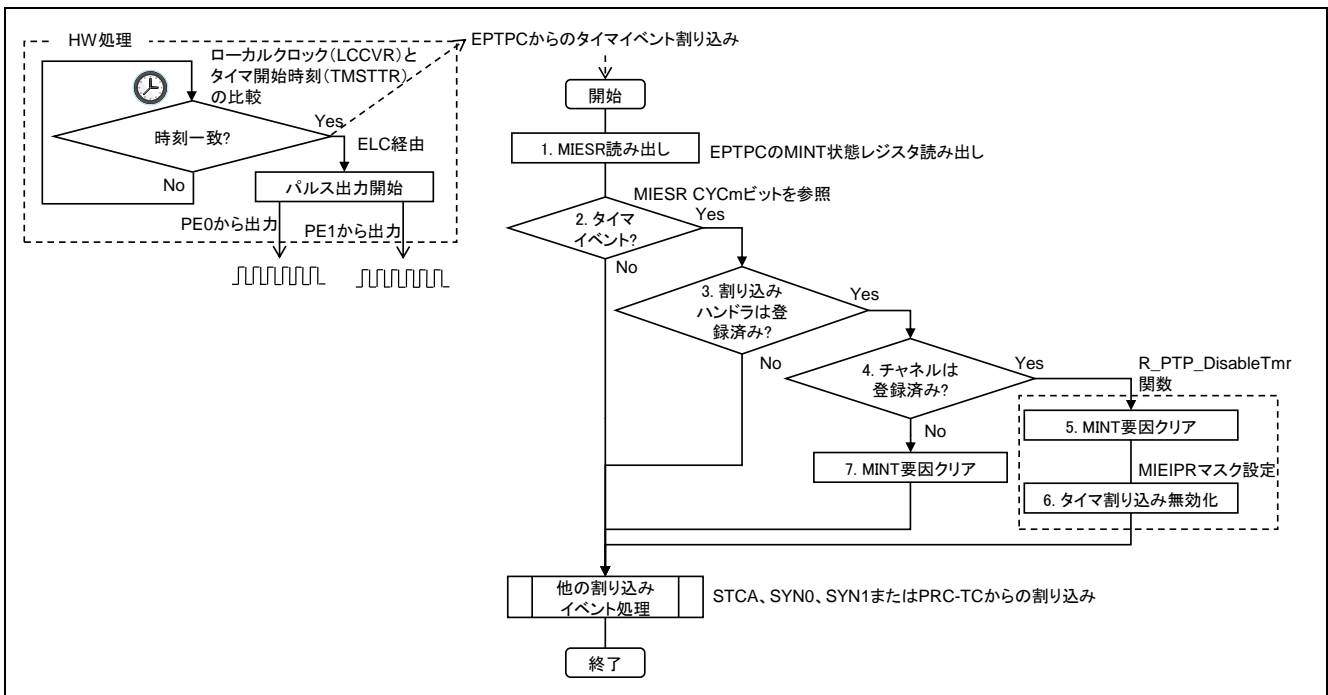 HW処理
ローカルクロック(LCCVR)と
タイマ開始時刻(TMSTTR)
の比較
時刻一致?
Yes
No
ELC経由
パルス出力開始
PE0から出力
PE1から出力
EPTPCからのタイマイベント割り込み
開始
1. MIESR読み出し
EPTPCのMINT状態レジスタ読み出し
MIESR CYCmビットを参照
2. タイマ
イベント?
Yes
No
3. 割り込み
ハンドラは登
録済み?
Yes
No
4. チャネルは
登録済み?
Yes
No
R_PTP_DisableTmr
関数
5. MINT要因クリア
MIEIPRマスク設定
6. タイマ割り込み無効化
7. MINT要因クリア
他の割り込み
イベント処理
STCA、SYN0、SYN1またはPRC-TCからの割り込み
終了